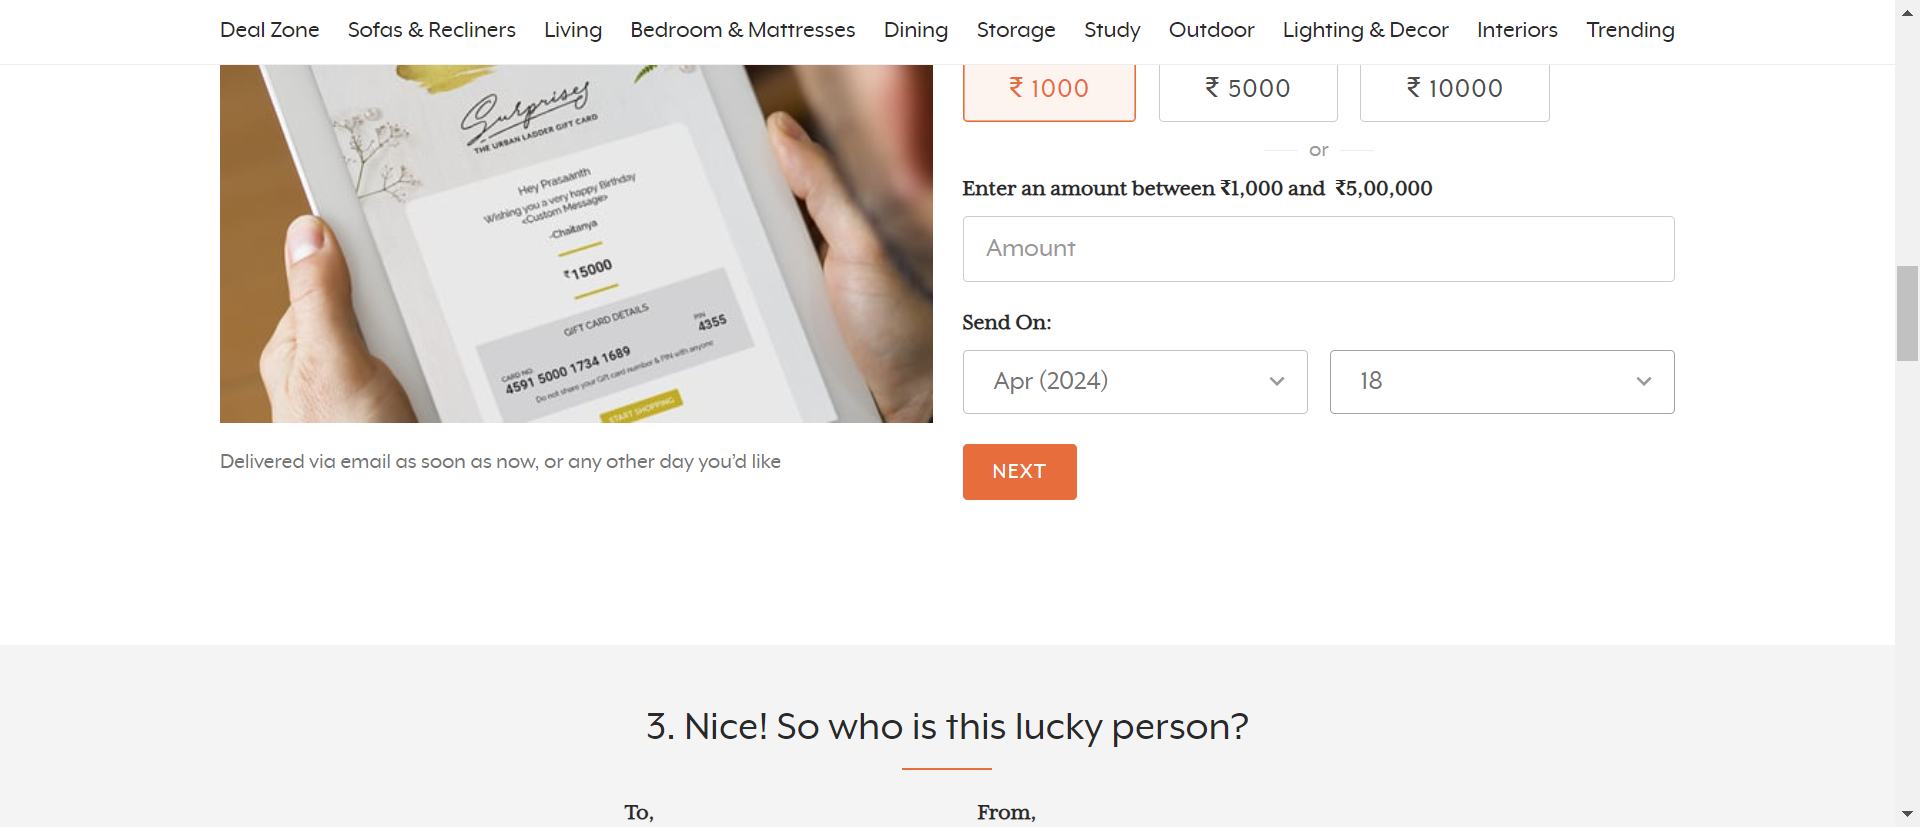 Deal Zone Sofas & Recliners Living Bedroom & Mattresses Dining Storage Study Outdoor Lighting & Decor Interiors Trending
Surprises
THE URBAN LADDER GIFT CARD
Hey Prasaanth
Wishing you a very happy Birthday
<Custom Message>
-Chaitanya
₹15000
GIFT CARD DETAILS
CARD NO.
4591 5000 1734 1689
PIN
4355
Do not share your Gift card number & PIN with anyone
START SHOPPING
Delivered via email as soon as now, or any other day you’d like
₹ 1000 ₹ 5000 ₹ 10000
or
Enter an amount between ₹1,000 and ₹5,00,000
Amount
Send On:
Apr (2024) 18
NEXT
3. Nice! So who is this lucky person?
To, From,